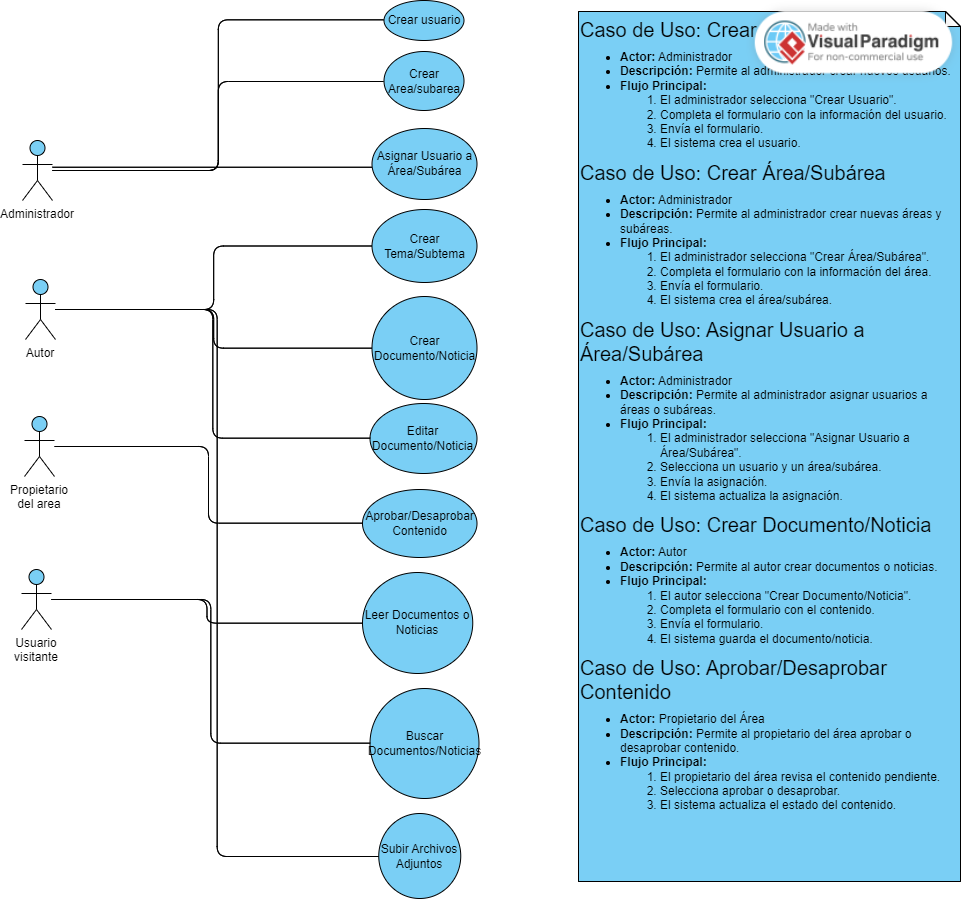 Crear usuario
Crear
Area/subarea
Asignar Usuario a
Área/Subárea
Administrador
Crear
Tema/Subtema
Autor
Crear
Documento/Noticia
Editar
Documento/Noticia
Propietario
del area
Aprobar/Desaprobar
Contenido
Usuario
visitante
Leer Documentos o
Noticias
Buscar
Documentos/Noticias
Subir Archivos
Adjuntos
Made with
Visual Paradigm
For non-commercial use
Caso de Uso: Crear
• Actor: Administrador
• Descripción: Permite al administrador crear nuevos usuarios.
• Flujo Principal:
1. El administrador selecciona "Crear Usuario".
2. Completa el formulario con la información del usuario.
3. Envía el formulario.
4. El sistema crea el usuario.
Caso de Uso: Crear Área/Subárea
• Actor: Administrador
• Descripción: Permite al administrador crear nuevas áreas y
subáreas.
• Flujo Principal:
1. El administrador selecciona "Crear Área/Subárea".
2. Completa el formulario con la información del área.
3. Envía el formulario.
4. El sistema crea el área/subárea.
Caso de Uso: Asignar Usuario a
Área/Subárea
• Actor: Administrador
• Descripción: Permite al administrador asignar usuarios a
áreas o subáreas.
• Flujo Principal:
1. El administrador selecciona "Asignar Usuario a
Área/Subárea".
2. Selecciona un usuario y un área/subárea.
3. Envía la asignación.
4. El sistema actualiza la asignación.
Caso de Uso: Crear Documento/Noticia
• Actor: Autor
• Descripción: Permite al autor crear documentos o noticias.
• Flujo Principal:
1. El autor selecciona "Crear Documento/Noticia".
2. Completa el formulario con el contenido.
3. Envía el formulario.
4. El sistema guarda el documento/noticia.
Caso de Uso: Aprobar/Desaprobar
Contenido
• Actor: Propietario del Área
• Descripción: Permite al propietario del área aprobar o
desaprobar contenido.
• Flujo Principal:
1. El propietario del área revisa el contenido pendiente.
2. Selecciona aprobar o desaprobar.
3. El sistema actualiza el estado del contenido.